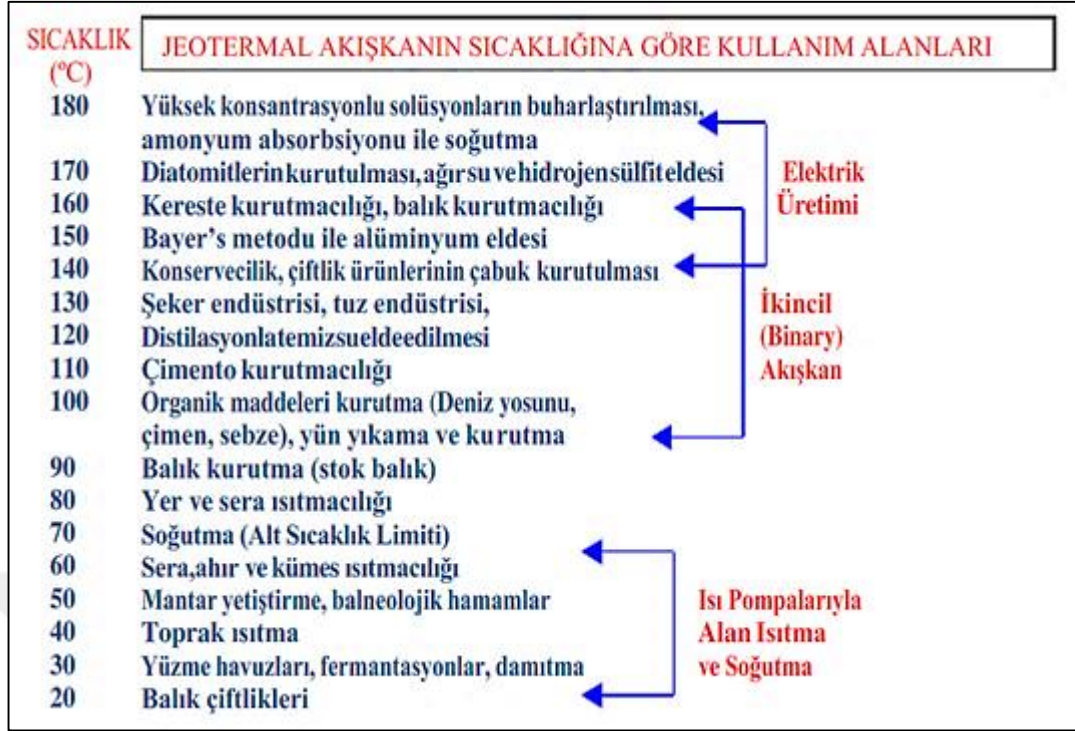 SICAKLIK
(ºC)
JEOTERMAL AKIŞKANIN SICAKLIĞINA GÖRE KULLANIM ALANLARI
180 Yüksek konsantrasyonlu solüsyonların buharlaştırılması,
amonyum absorbsiyonu ile soğutma
170 Diatomitlerin kurutulması, ağır su ve hidrojen sülfit eldesi
160 Kereste kurutmacılığı, balık kurutmacılığı
150 Bayer’s metodu ile alüminyum eldesi
140 Konservecilik, çiftlik ürünlerinin çabuk kurutulması
130 Şeker endüstrisi, tuz endüstrisi,
120 Distilasyonlatemizsueldeedilmesi
110 Çimento kurutmacılığı
100 Organik maddeleri kurutma (Deniz yosunu,
çimen, sebze), yün yıkama ve kurutma
90 Balık kurutma (stok balık)
80 Yer ve sera ısıtmacılığı
70 Soğutma (Alt Sıcaklık Limiti)
60 Sera,ahır ve kümes ısıtmacılığı
50 Mantar yetiştirme, balneolojik hamamlar
40 Toprak ısıtma
30 Yüzme havuzları, fermantasyonlar, damıtma
20 Balık çiftlikleri
Elektrik
Üretimi
İkincil
(Binary)
Akışkan
Isı Pompalarıyla
Alan Isıtma
ve Soğutma